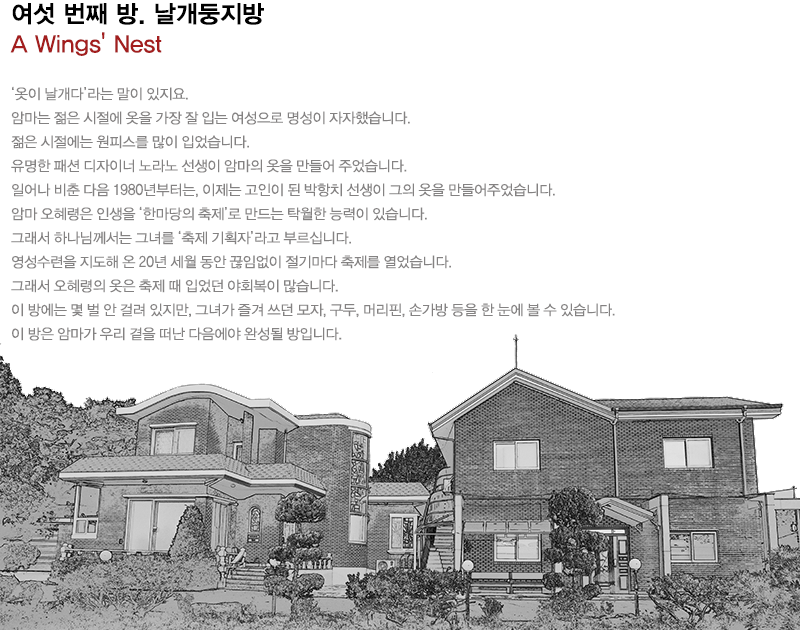 여섯 번째 방. 날개둥지방
A Wings' Nest
'옷이 날개다'라는 말이 있지요.
암마는 젊은 시절에 옷을 가장 잘 입는 여성으로 명성이 자자했습니다.
젊은 시절에는 원피스를 많이 입었습니다.
유명한 패션 디자이너 노라노 선생이 암마의 옷을 만들어 주었습니다.
일어나 비춘 다음 1980년부터는, 이제는 고인이 된 박항치 선생이 그의 옷을 만들어주었습니다.
암마 오혜령은 인생을 '한마당의 축제'로 만드는 탁월한 능력이 있습니다.
그래서 하나님께서는 그녀를 '축제 기획자'라고 부르십니다.
영성수련을 지도해 온 20년 세월 동안 끊임없이 절기마다 축제를 열었습니다.
그래서 오혜령의 옷은 축제 때 입었던 야회복이 많습니다.
이 방에는 몇 벌 안 걸려 있지만, 그녀가 즐겨 쓰던 모자, 구두, 머리핀, 손가방 등을 한 눈에 볼 수 있습니다.
이 방은 암마가 우리 곁을 떠난 다음에야 완성될 방입니다.